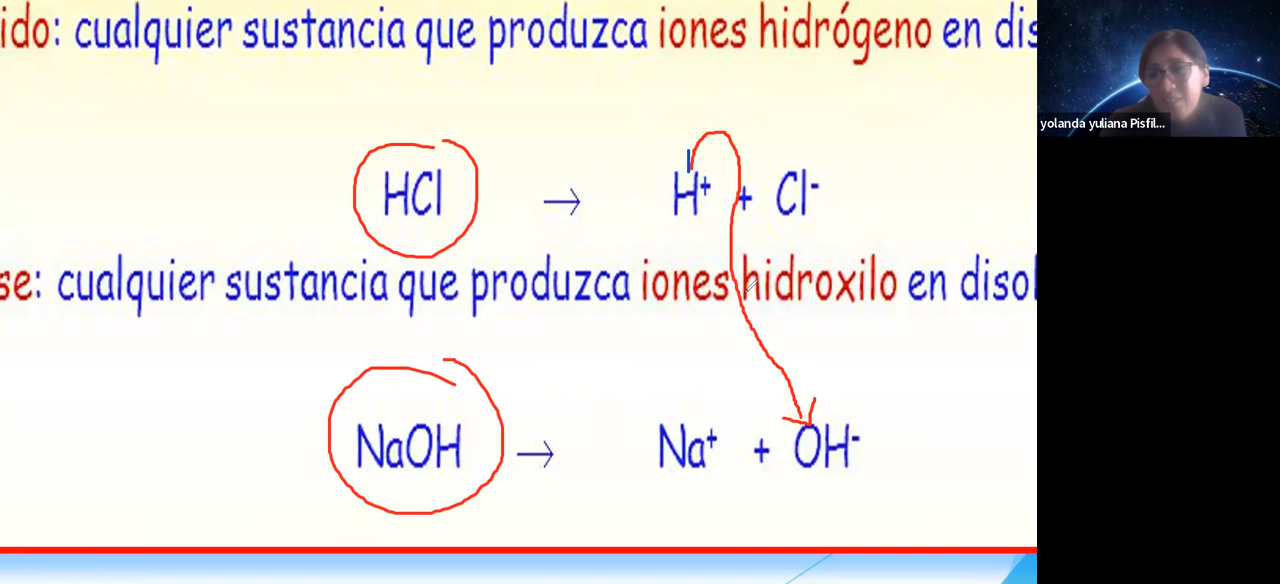 ido: cualquier sustancia que produzca iones hidrógeno en dis
HCl → H⁺ + Cl⁻
se: cualquier sustancia que produzca iones hidroxilo en disol
NaOH → Na⁺ + OH⁻
yolanda yuliana Pisfil...